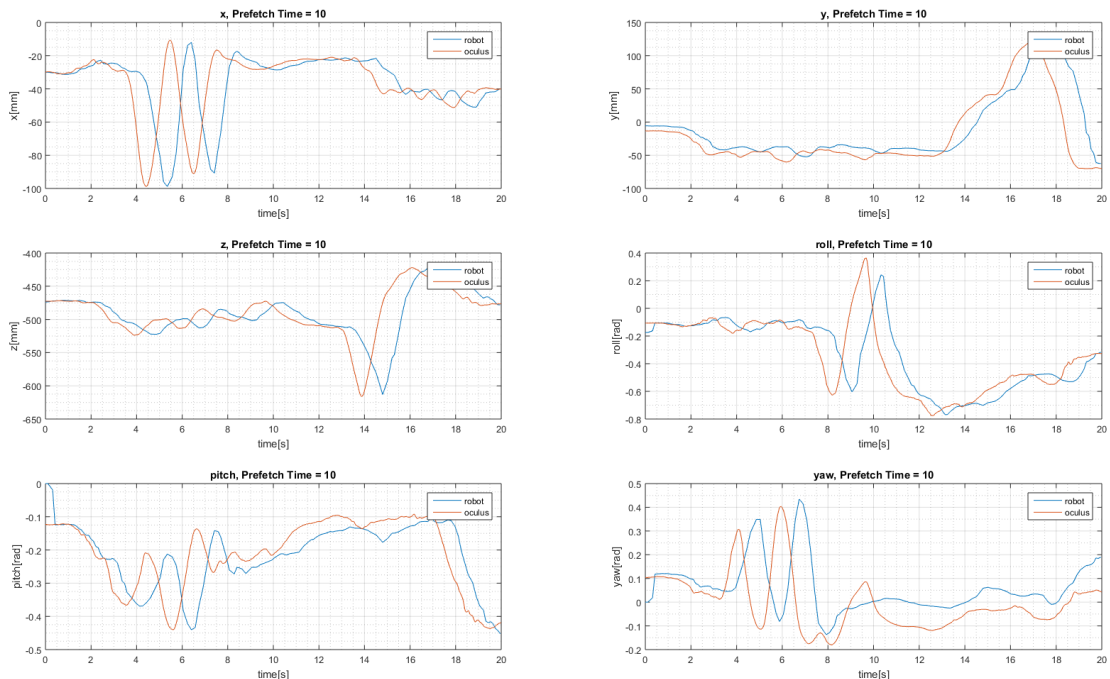 x, Prefetch Time = 10
0
-20
-40
-60
-80
-100
x[mm]
robot
oculus
0 2 4 6 8 10 12 14 16 18 20
time[s]
y, Prefetch Time = 10
150
100
50
0
-50
-100
y[mm]
robot
oculus
0 2 4 6 8 10 12 14 16 18 20
time[s]
z, Prefetch Time = 10
-400
-450
-500
-550
-600
-650
z[mm]
robot
oculus
0 2 4 6 8 10 12 14 16 18 20
time[s]
roll, Prefetch Time = 10
0.4
0.2
0
-0.2
-0.4
-0.6
-0.8
roll[rad]
robot
oculus
0 2 4 6 8 10 12 14 16 18 20
time[s]
pitch, Prefetch Time = 10
0
-0.1
-0.2
-0.3
-0.4
-0.5
pitch[rad]
robot
oculus
0 2 4 6 8 10 12 14 16 18 20
time[s]
yaw, Prefetch Time = 10
0.5
0.4
0.3
0.2
0.1
0
-0.1
-0.2
yaw[rad]
robot
oculus
0 2 4 6 8 10 12 14 16 18 20
time[s]